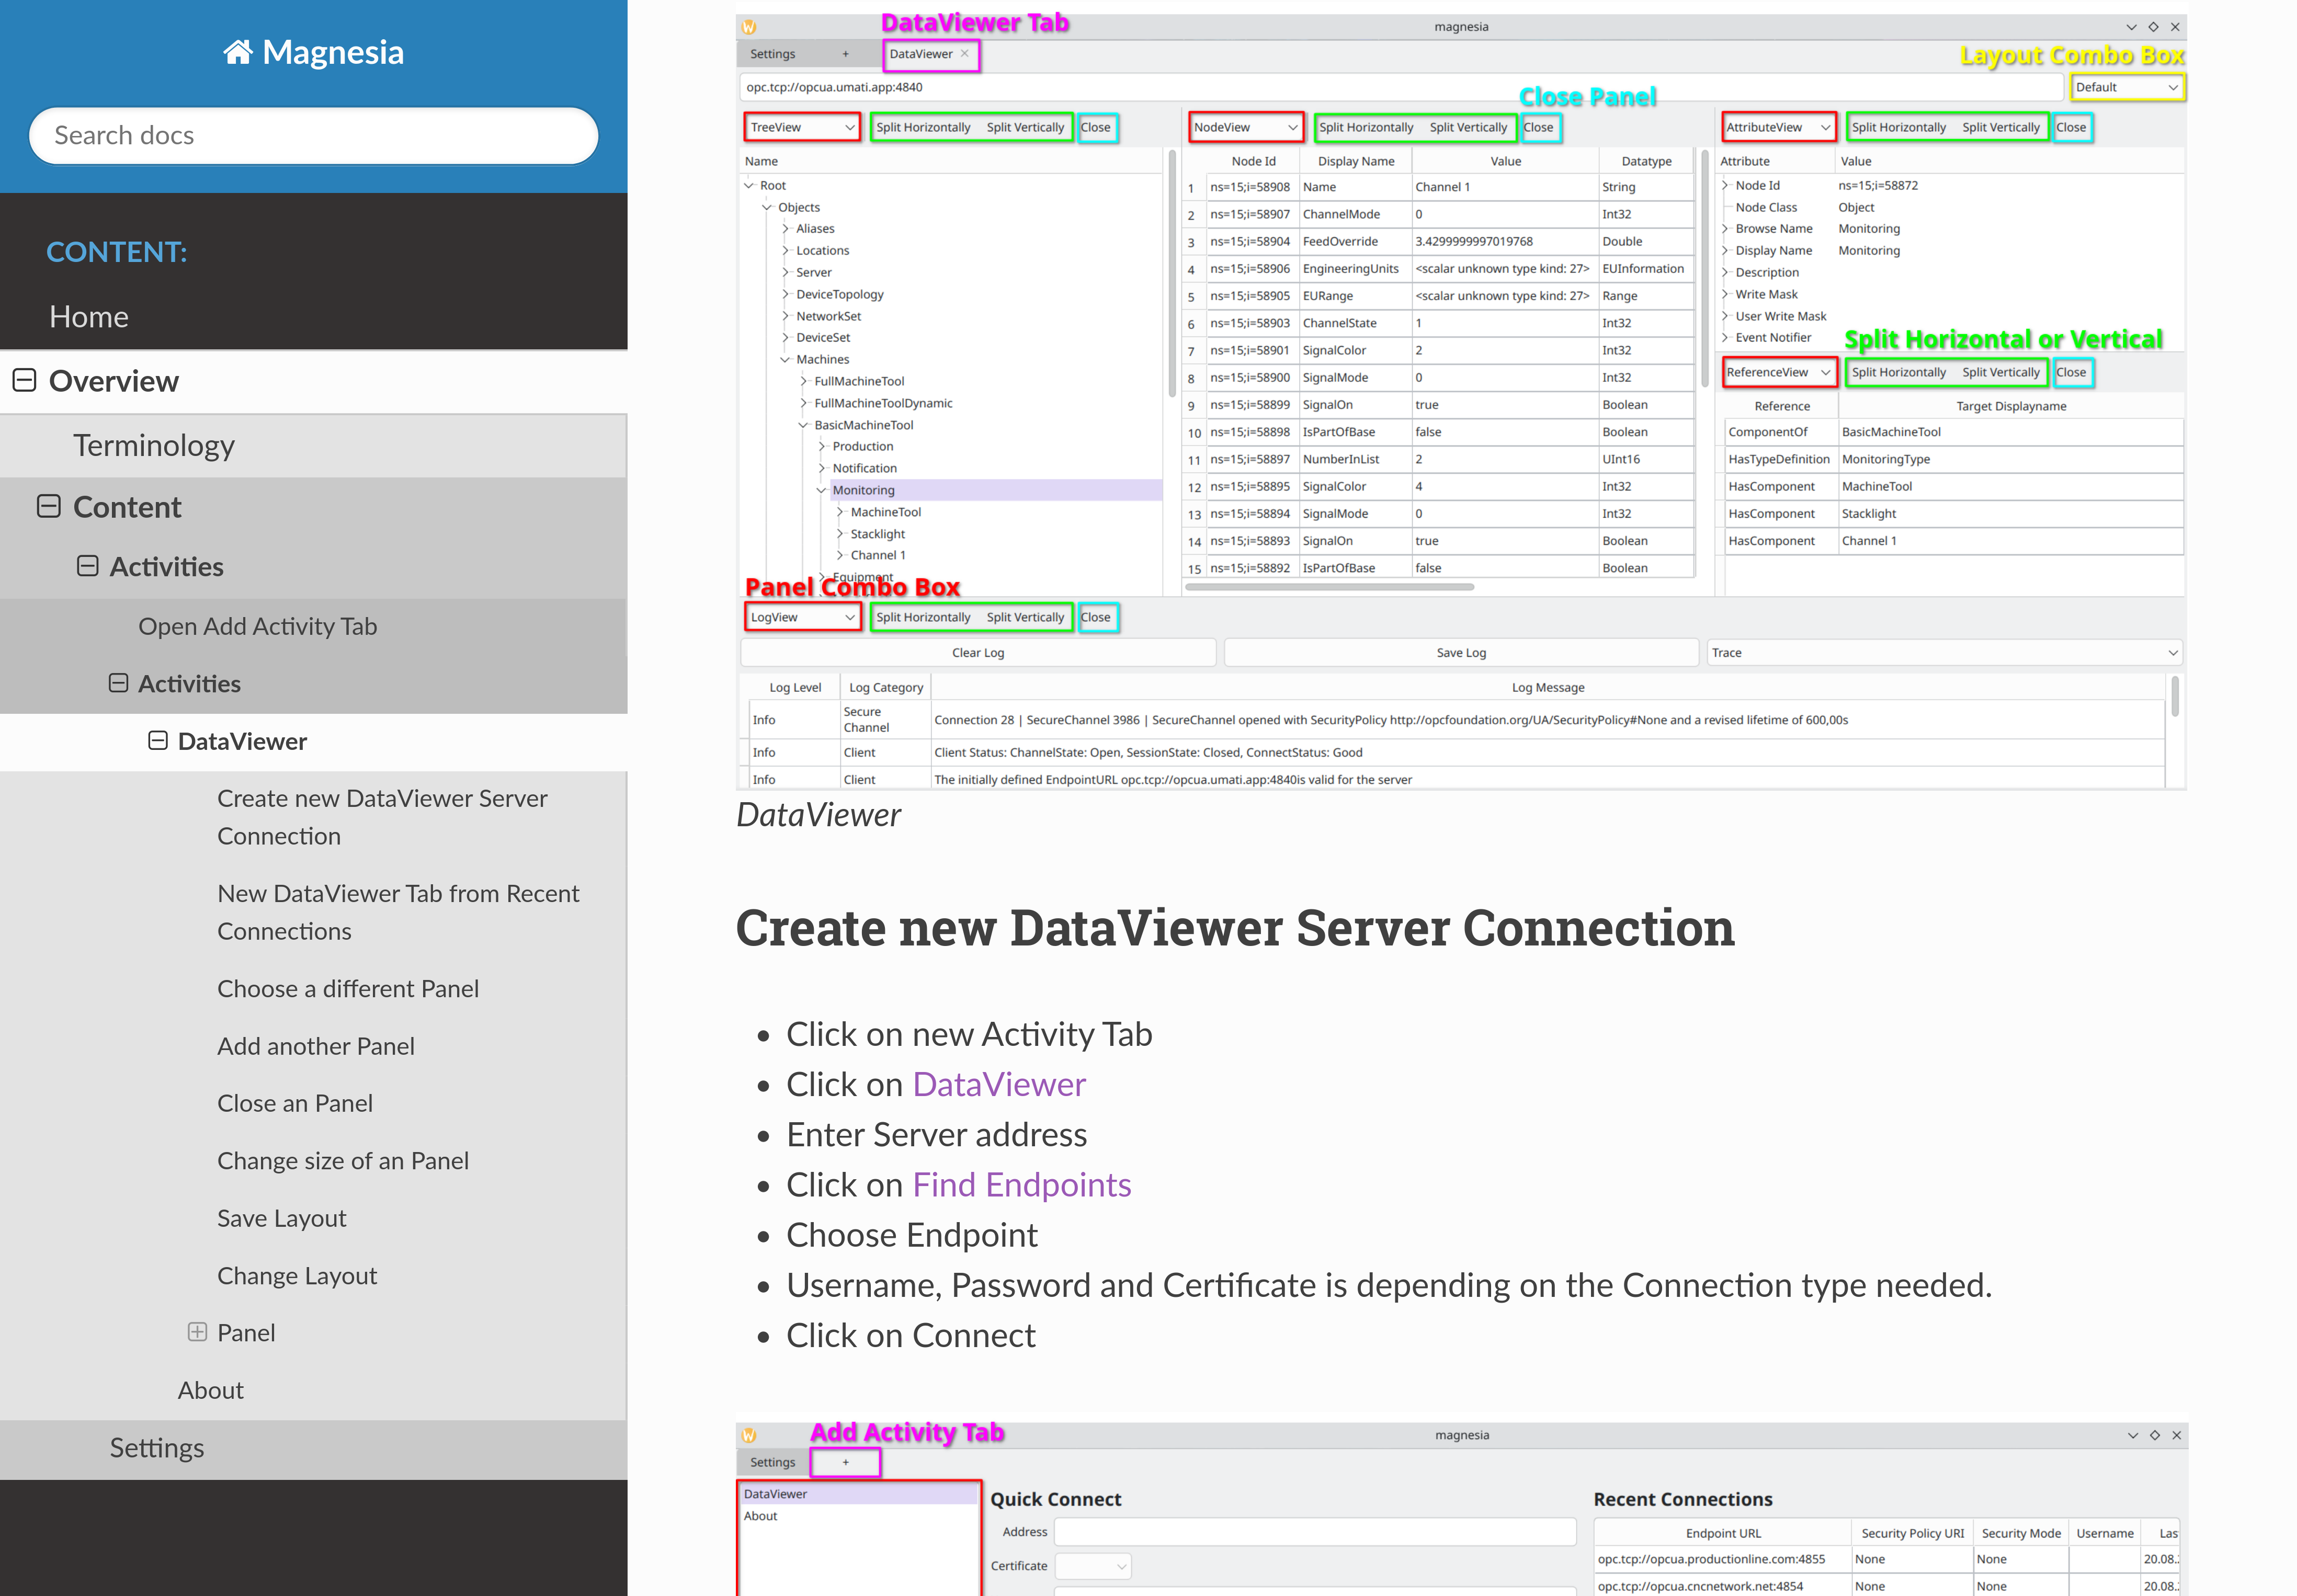 Magnesia
Search docs
CONTENT:
Home
Overview
Terminology
Content
Activities
Open Add Activity Tab
Activities
DataViewer
Create new DataViewer Server
Connection
New DataViewer Tab from Recent
Connections
Choose a different Panel
Add another Panel
Close an Panel
Change size of an Panel
Save Layout
Change Layout
Panel
About
Settings
DataViewer Tab
magnesia
Settings + DataViewer
Layout Combo Box
opc.tcp://opcua.umati.app:4840
Default
Close Panel
TreeView Split Horizontally Split Vertically Close
Name
Root
Objects
Aliases
Locations
Server
DeviceTopology
NetworkSet
DeviceSet
Machines
FullMachineTool
FullMachineToolDynamic
BasicMachineTool
Production
Notification
Monitoring
MachineTool
Stacklight
Channel 1
Equipment
NodeView Split Horizontally Split Vertically Close
Node Id Display Name Value Datatype
1 ns=15;i=58908 Name Channel 1 String
2 ns=15;i=58907 ChannelMode 0 Int32
3 ns=15;i=58904 FeedOverride 3.4299999997019768 Double
4 ns=15;i=58906 EngineeringUnits <scalar unknown type kind: 27> EUInformation
5 ns=15;i=58905 EURange <scalar unknown type kind: 27> Range
6 ns=15;i=58903 ChannelState 1 Int32
7 ns=15;i=58901 SignalColor 2 Int32
8 ns=15;i=58900 SignalMode 0 Int32
9 ns=15;i=58899 SignalOn true Boolean
10 ns=15;i=58898 IsPartOfBase false Boolean
11 ns=15;i=58897 NumberInList 2 UInt16
12 ns=15;i=58895 SignalColor 4 Int32
13 ns=15;i=58894 SignalMode 0 Int32
14 ns=15;i=58893 SignalOn true Boolean
15 ns=15;i=58892 IsPartOfBase false Boolean
AttributeView Split Horizontally Split Vertically Close
Attribute Value
Node Id ns=15;i=58872
Node Class Object
Browse Name Monitoring
Display Name Monitoring
Description
Write Mask
User Write Mask
Event Notifier
Split Horizontal or Vertical
ReferenceView Split Horizontally Split Vertically Close
Reference Target Displayname
ComponentOf BasicMachineTool
HasTypeDefinition MonitoringType
HasComponent MachineTool
HasComponent Stacklight
HasComponent Channel 1
Panel Combo Box
LogView Split Horizontally Split Vertically Close
Clear Log Save Log Trace
Log Level Log Category Log Message
Info Secure Channel Connection 28 | SecureChannel 3986 | SecureChannel opened with SecurityPolicy http://opcfoundation.org/UA/SecurityPolicy#None and a revised lifetime of 600,00s
Info Client Client Status: ChannelState: Open, SessionState: Closed, ConnectStatus: Good
Info Client The initially defined EndpointURL opc.tcp://opcua.umati.app:4840is valid for the server
DataViewer
Create new DataViewer Server Connection
• Click on new Activity Tab
• Click on DataViewer
• Enter Server address
• Click on Find Endpoints
• Choose Endpoint
• Username, Password and Certificate is depending on the Connection type needed.
• Click on Connect
Add Activity Tab
magnesia
Settings +
DataViewer
About
Quick Connect
Address
Certificate
Recent Connections
Endpoint URL Security Policy URI Security Mode Username Las
opc.tcp://opcua.productionline.com:4855 None None 20.08.
opc.tcp://opcua.cncnetwork.net:4854 None None 20.08.